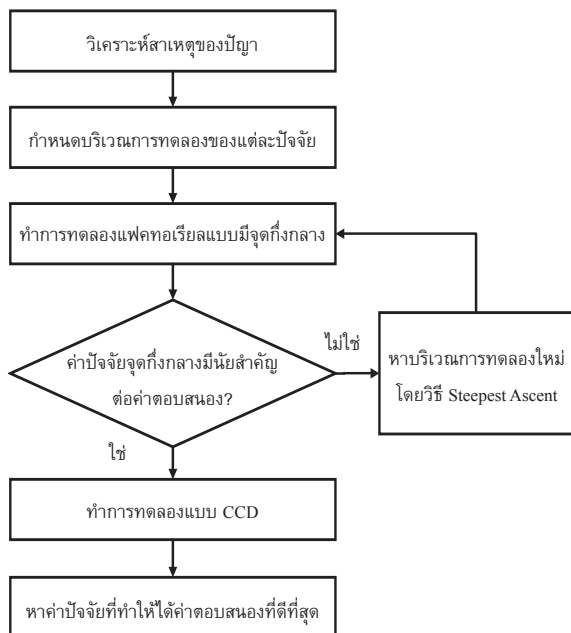 วิเคราะห์สาเหตุของปัญา
กำหนดบริเวณการทดลองของแต่ละปัจจัย
ทำการทดลองแฟคทอเรียลแบบมีจุดกึ่งกลาง
ค่าปัจจัยจุดกึ่งกลางมีนัยสำคัญ
ต่อค่าตอบสนอง?
ไม่ใช่
หาบริเวณการทดลองใหม่
โดยวิธี Steepest Ascent
ใช่
ทำการทดลองแบบ CCD
หาค่าปัจจัยที่ทำให้ได้ค่าตอบสนองที่ดีที่สุด